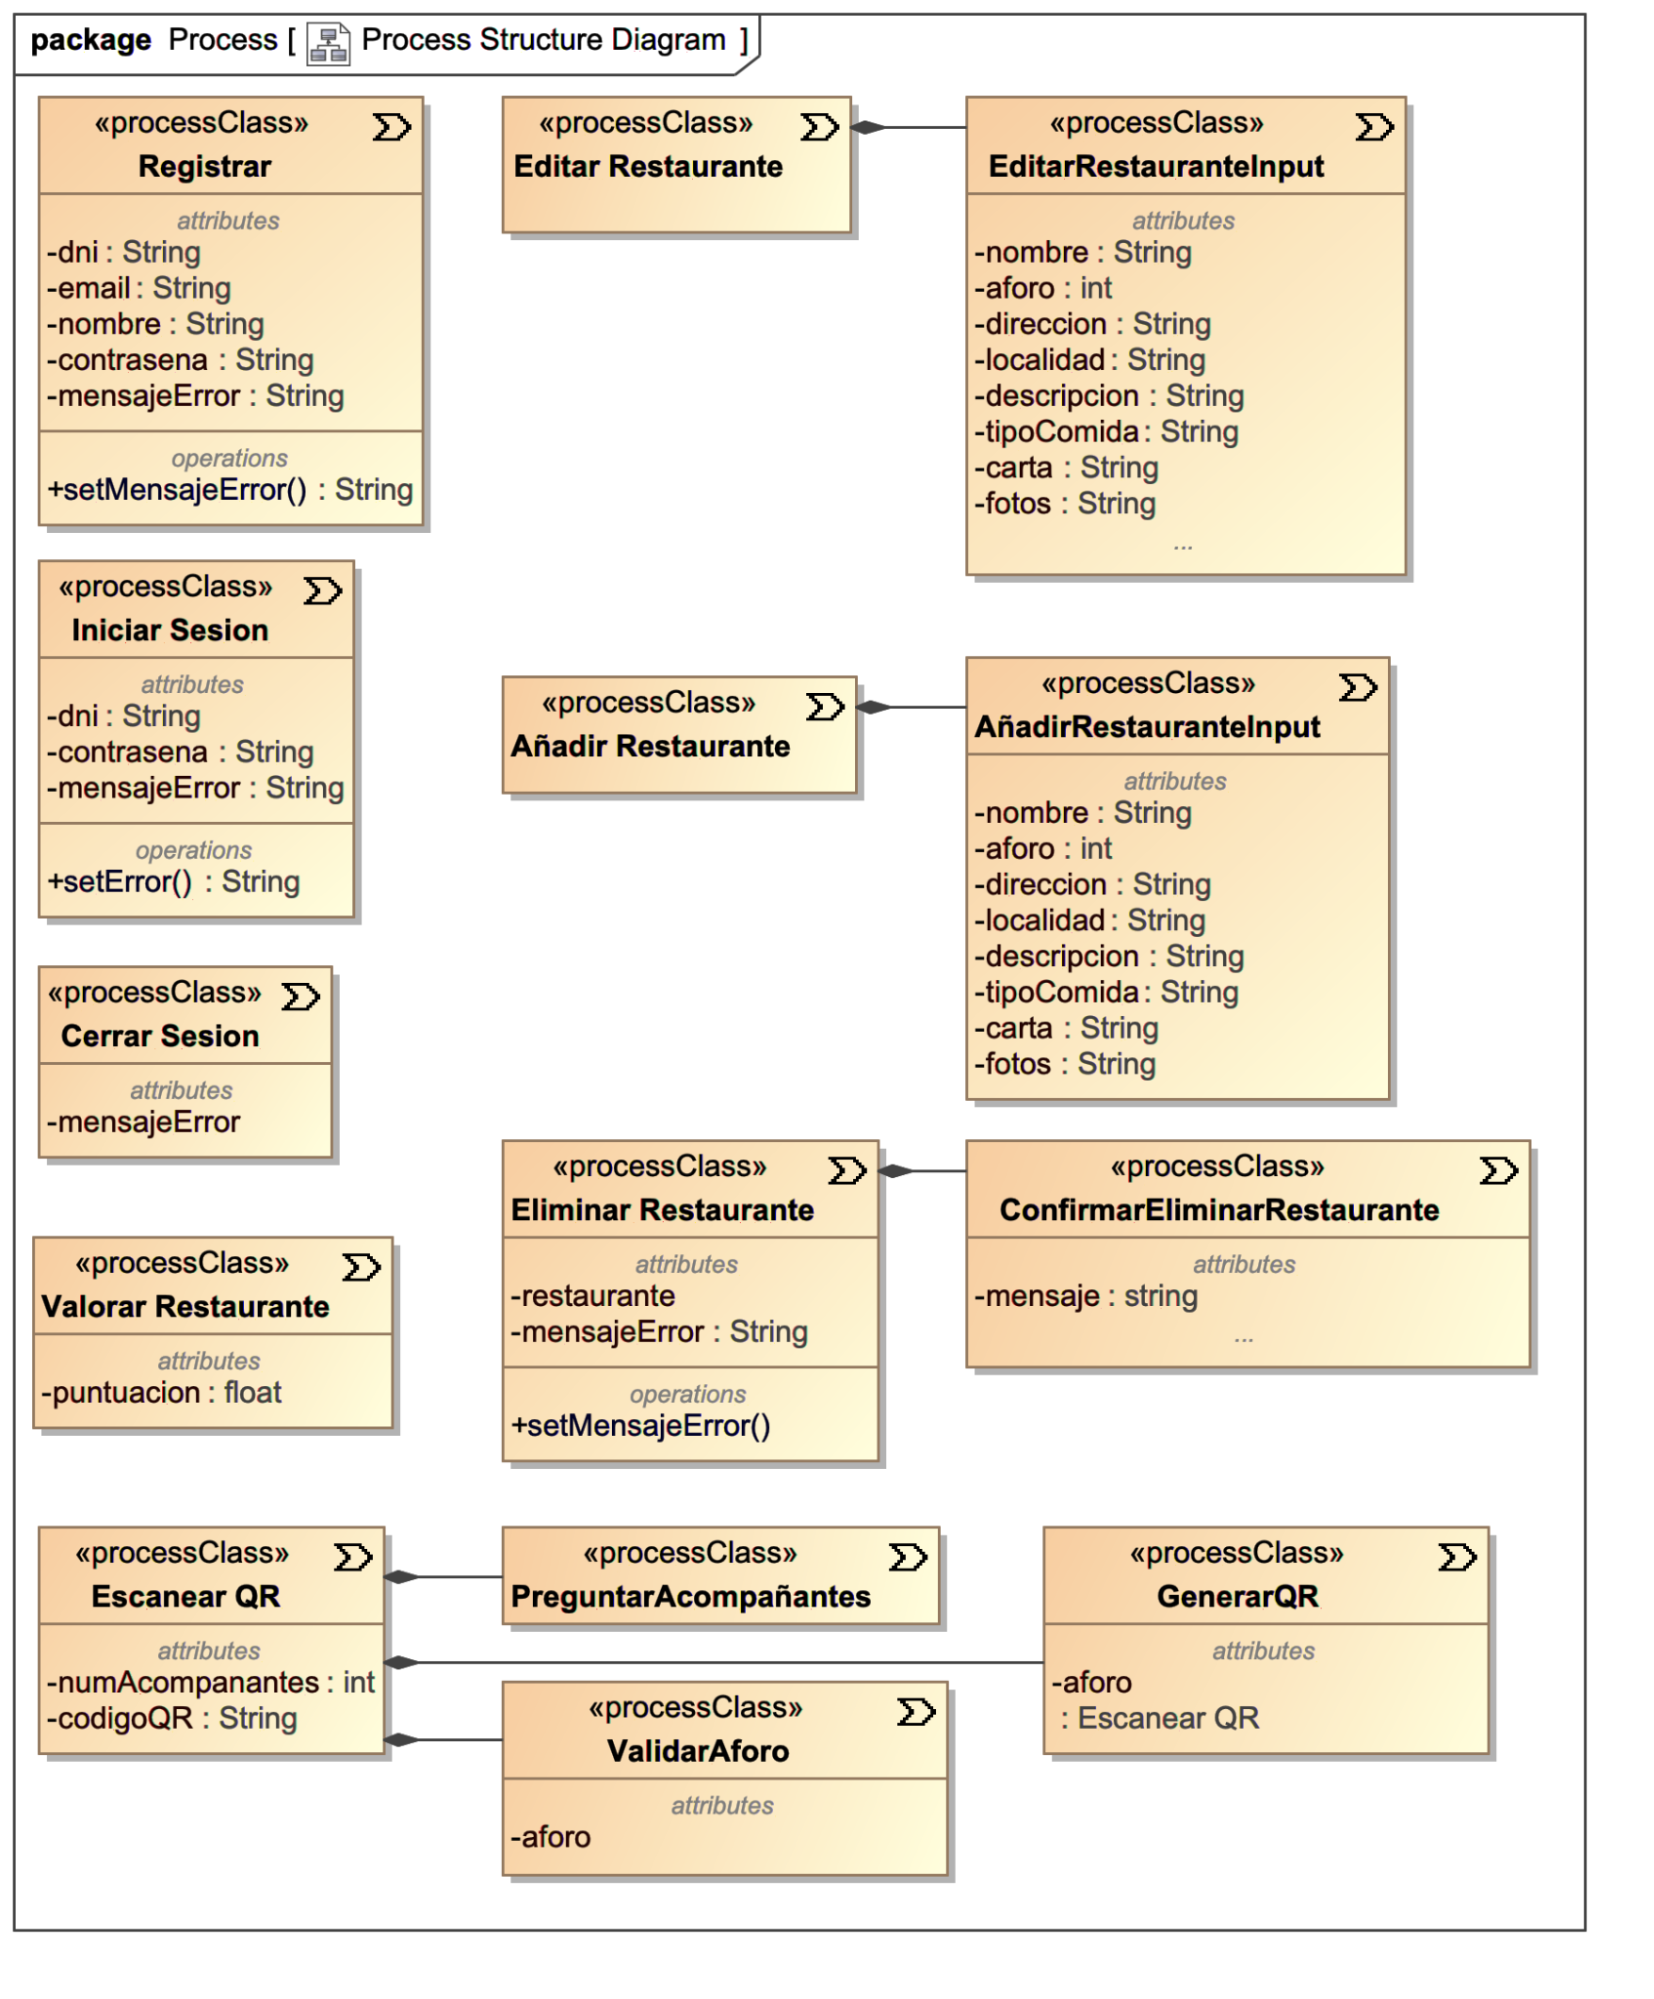 package Process [ Process Structure Diagram ]
«processClass»
Registrar
attributes
-dni : String
-email : String
-nombre : String
-contrasena : String
-mensajeError : String
operations
+setMensajeError() : String
«processClass»
Editar Restaurante
«processClass»
EditarRestauranteInput
attributes
-nombre : String
-aforo : int
-direccion : String
-localidad : String
-descripcion : String
-tipoComida : String
-carta : String
-fotos : String
...
«processClass»
Iniciar Sesion
attributes
-dni : String
-contrasena : String
-mensajeError : String
operations
+setError() : String
«processClass»
Añadir Restaurante
«processClass»
AñadirRestauranteInput
attributes
-nombre : String
-aforo : int
-direccion : String
-localidad : String
-descripcion : String
-tipoComida : String
-carta : String
-fotos : String
«processClass»
Cerrar Sesion
attributes
-mensajeError
«processClass»
Eliminar Restaurante
attributes
-restaurante
-mensajeError : String
operations
+setMensajeError()
«processClass»
ConfirmarEliminarRestaurante
attributes
-mensaje : string
...
«processClass»
Valorar Restaurante
attributes
-puntuacion : float
«processClass»
Escanear QR
attributes
-numAcompanantes : int
-codigoQR : String
«processClass»
PreguntarAcompañantes
«processClass»
GenerarQR
attributes
-aforo
: Escanear QR
«processClass»
ValidarAforo
attributes
-aforo